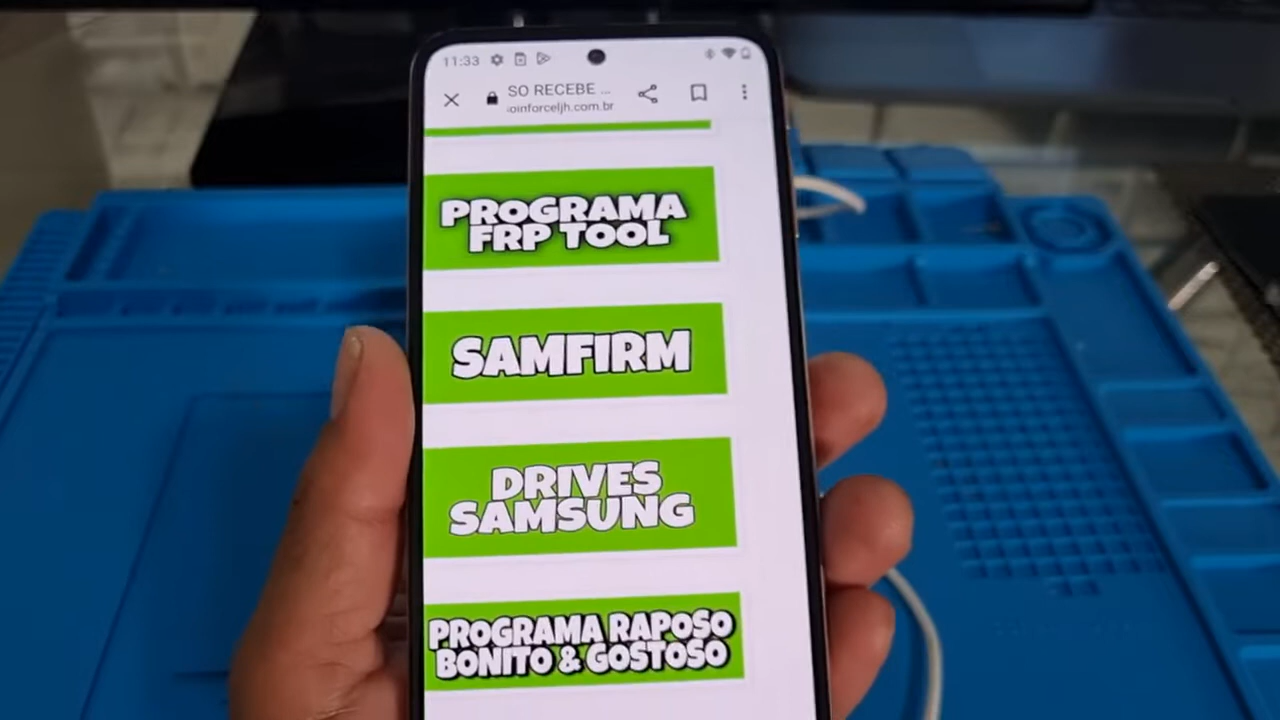 11:33
SO RECEBE ...
oinforceljh.com.br
PROGRAMA
FRP TOOL
SAMFIRM
DRIVES
SAMSUNG
PROGRAMA RAPOSO
BONITO & GOSTOSO